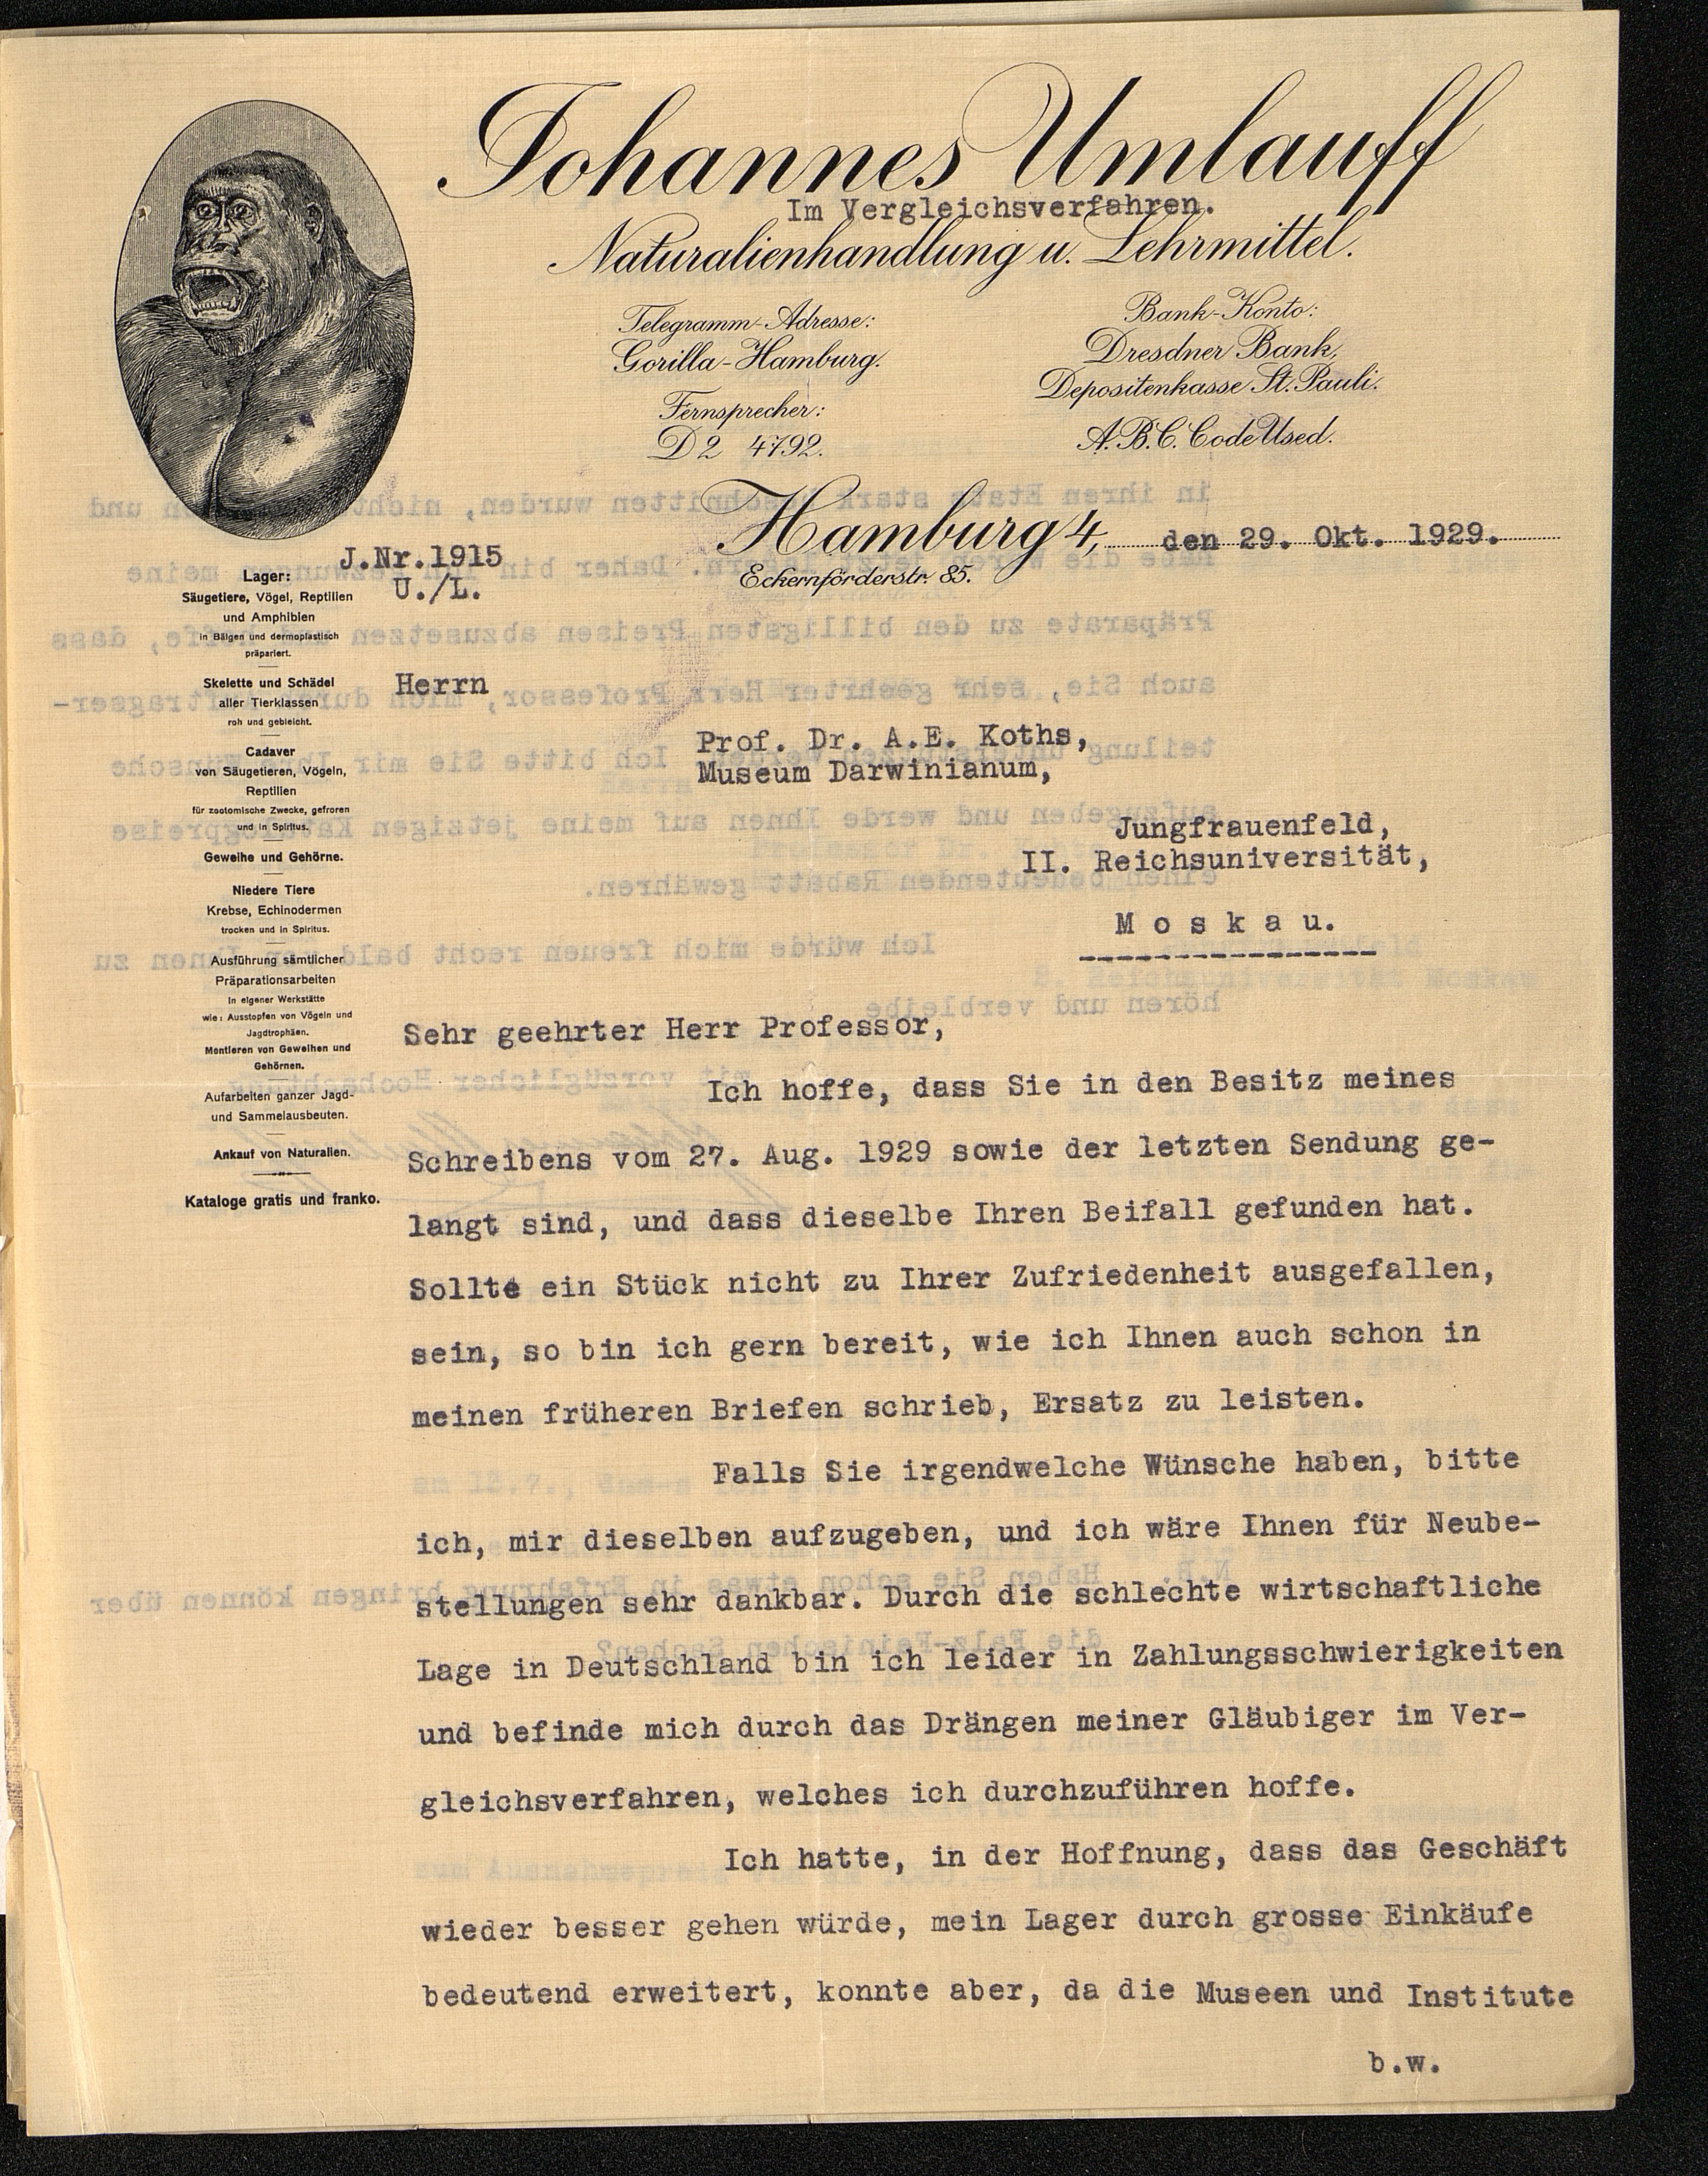 Johannes Umlauff
Im Vergleichsverfahren.
Naturalienhandlung u. Lehrmittel.
Telegramm-Adresse:
Gorilla-Hamburg.
Fernsprecher:
D2 4792.
Bank-Konto:
Dresdner Bank,
Depositenkasse St. Pauli.
A.B.C. Code Used.
Hamburg 4, den 29. Okt. 1929.
Eckernförderstr. 85.
J.Nr.1915
U./L.
Lager:
Säugetiere, Vögel, Reptilien
und Amphibien
in Bälgen und dermoplastisch
präpariert.
Skelette und Schädel
aller Tierklassen
roh und gebleicht.
Cadaver
von Säugetieren, Vögeln,
Reptilien
für zootomische Zwecke, gefroren
und in Spiritus.
Geweihe und Gehörne.
Niedere Tiere
Krebse, Echinodermen
trocken und in Spiritus.
Ausführung sämtlicher
Präparationsarbeiten
in eigener Werkstätte
wie: Ausstopfen von Vögeln und
Jagdtrophäen.
Montieren von Geweihen und
Gehörnen.
Aufarbeiten ganzer Jagd-
und Sammelausbeuten.
Ankauf von Naturalien.
Kataloge gratis und franko.
Herrn
Prof. Dr. A.E. Koths,
Museum Darwinianum,
Jungfrauenfeld,
II. Reichsuniversität,
M o s k a u.
Sehr geehrter Herr Professor,
Ich hoffe, dass Sie in den Besitz meines
Schreibens vom 27. Aug. 1929 sowie der letzten Sendung ge-
langt sind, und dass dieselbe Ihren Beifall gefunden hat.
Sollte ein Stück nicht zu Ihrer Zufriedenheit ausgefallen,
sein, so bin ich gern bereit, wie ich Ihnen auch schon in
meinen früheren Briefen schrieb, Ersatz zu leisten.
Falls Sie irgendwelche Wünsche haben, bitte
ich, mir dieselben aufzugeben, und ich wäre Ihnen für Neube-
stellungen sehr dankbar. Durch die schlechte wirtschaftliche
Lage in Deutschland bin ich leider in Zahlungsschwierigkeiten
und befinde mich durch das Drängen meiner Gläubiger im Ver-
gleichsverfahren, welches ich durchzuführen hoffe.
Ich hatte, in der Hoffnung, dass das Geschäft
wieder besser gehen würde, mein Lager durch grosse Einkäufe
bedeutend erweitert, konnte aber, da die Museen und Institute
b.w.